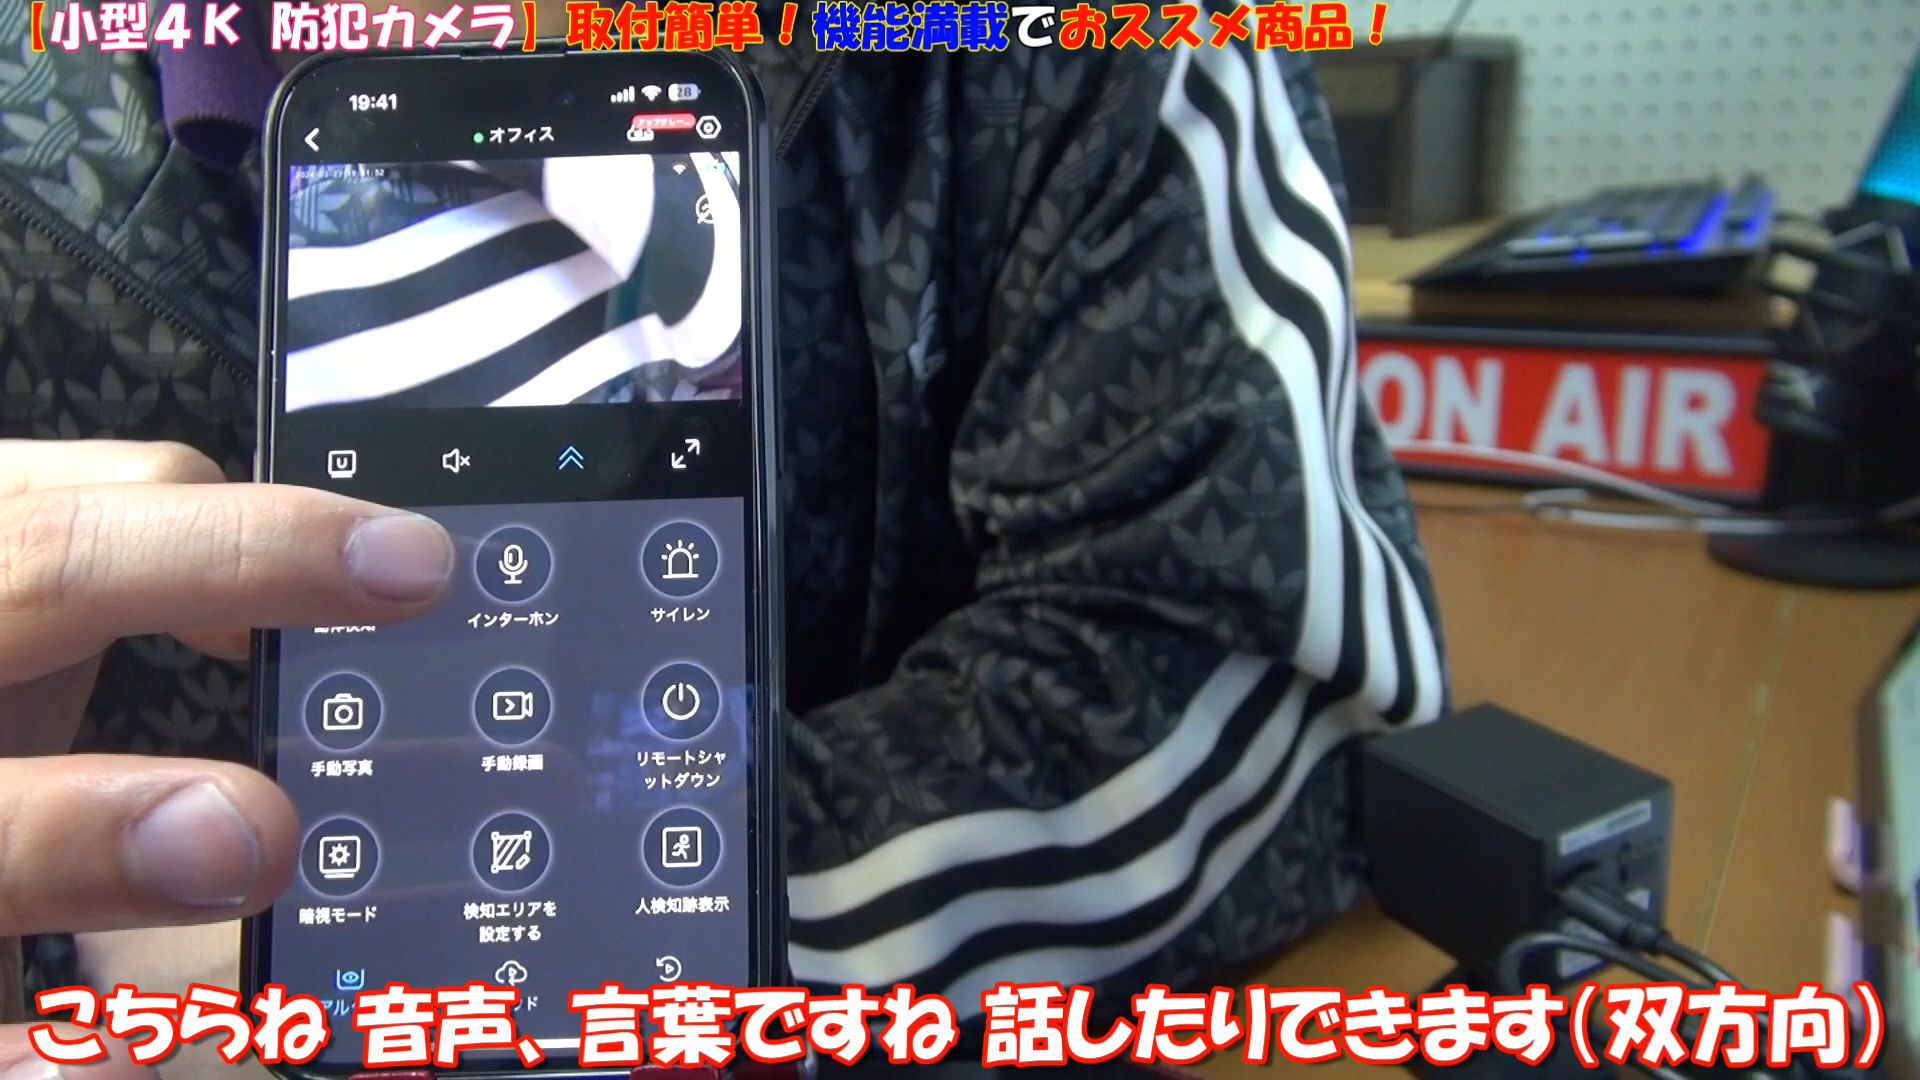 【小型４Ｋ 防犯カメラ】取付簡単！機能満載でおススメ商品！
19:41
28
オフィス
ON AIR
インターホン
サイレン
手動写真
手動録画
リモートシャ
ットダウン
暗視モード
検知エリアを
設定する
人検知跡表示
こちらね 音声、言葉ですね 話したりできます（双方向）